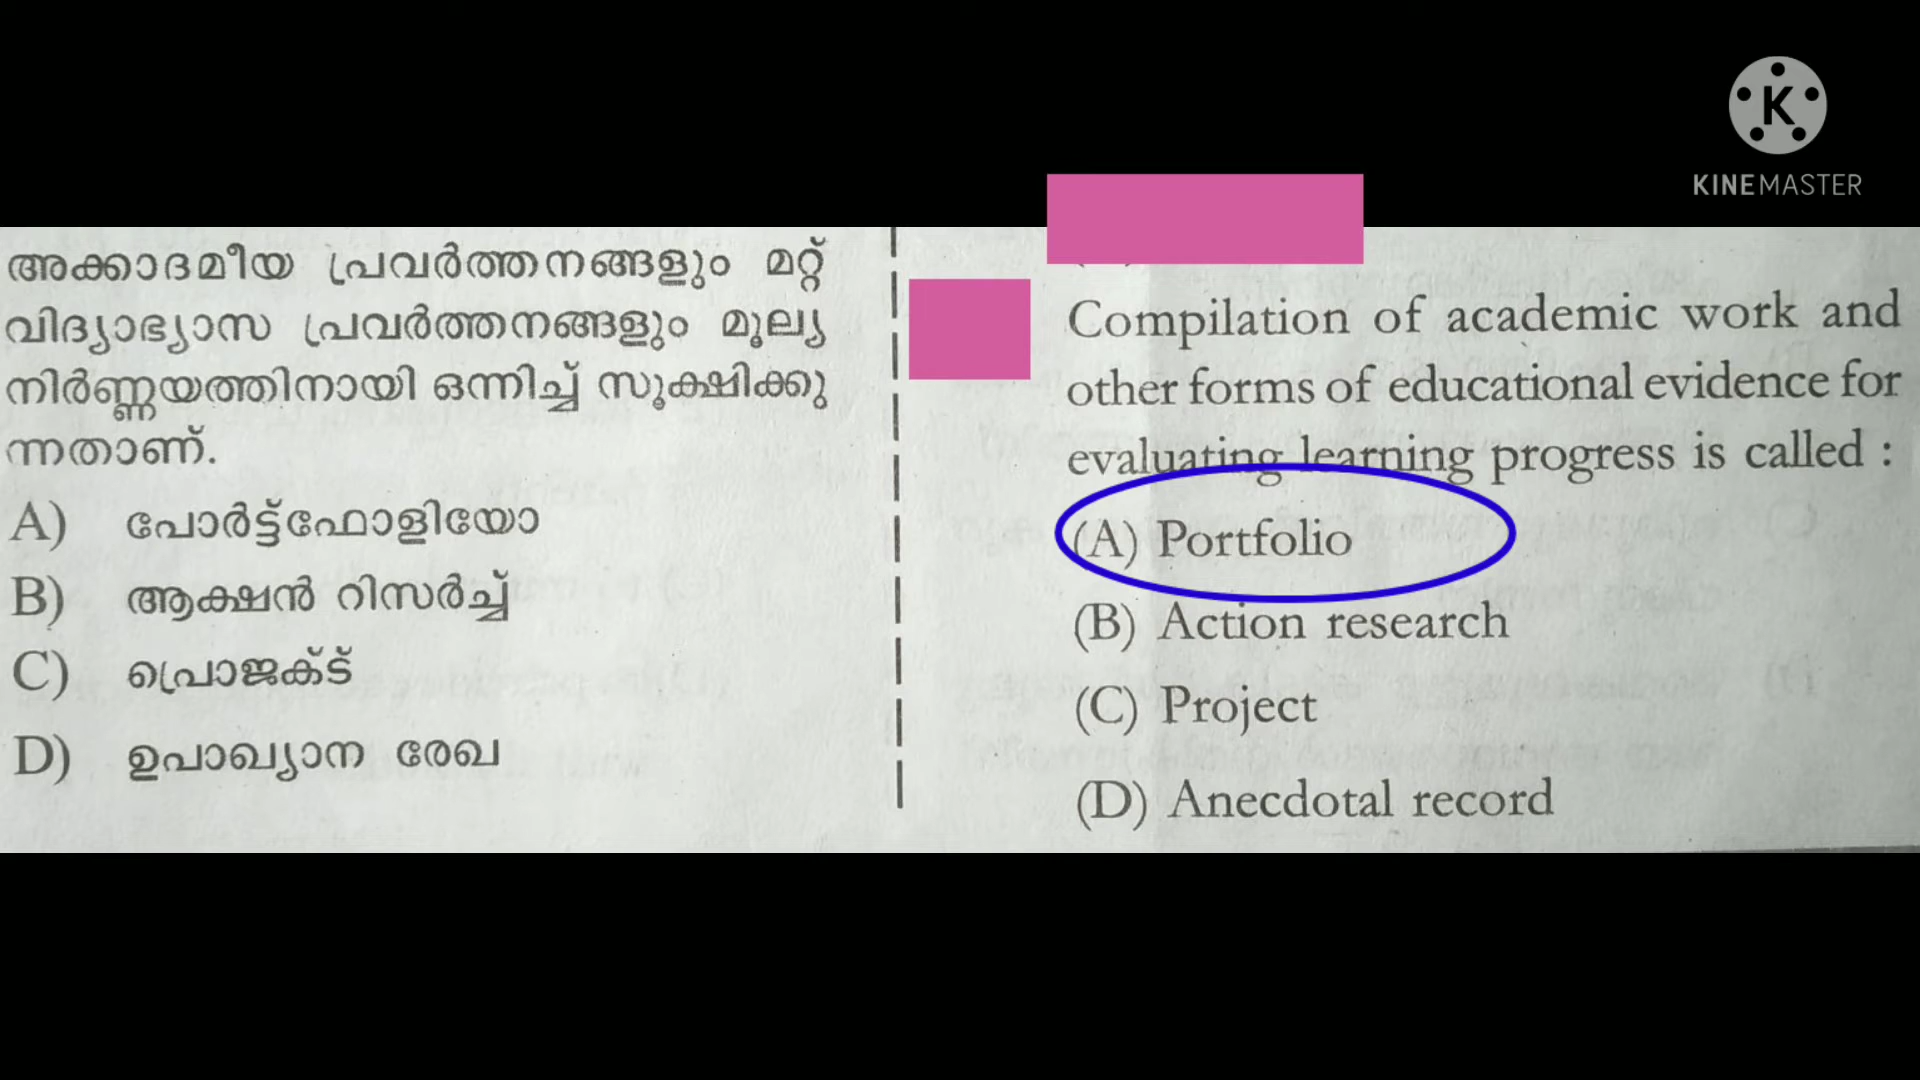 KINEMASTER
അക്കാദമീയ പ്രവർത്തനങ്ങളും മറ്റ്
വിദ്യാഭ്യാസ പ്രവർത്തനങ്ങളും മൂല്യ
നിർണ്ണയത്തിനായി ഒന്നിച്ച് സൂക്ഷിക്കു
ന്നതാണ്.
A) പോർട്ട്ഫോളിയോ
B) ആക്ഷൻ റിസർച്ച്
C) പ്രൊജക്ട്
D) ഉപാഖ്യാന രേഖ
Compilation of academic work and
other forms of educational evidence for
evaluating learning progress is called :
(A) Portfolio
(B) Action research
(C) Project
(D) Anecdotal record